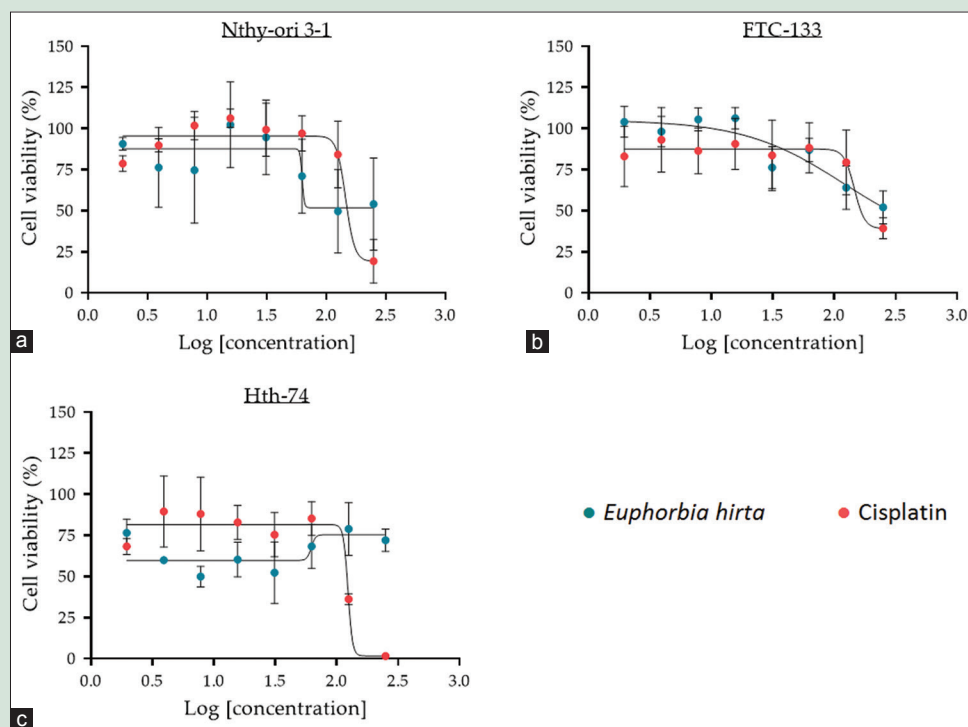 Nthy-ori 3-1
150
125
100
75
50
25
0
Cell viability (%)
0.0 0.5 1.0 1.5 2.0 2.5 3.0
Log [concentration]
a
FTC-133
150
125
100
75
50
25
0
Cell viability (%)
0.0 0.5 1.0 1.5 2.0 2.5 3.0
Log [concentration]
b
Hth-74
150
125
100
75
50
25
0
Cell viability (%)
0.0 0.5 1.0 1.5 2.0 2.5 3.0
Log [concentration]
c
Euphorbia hirta Cisplatin